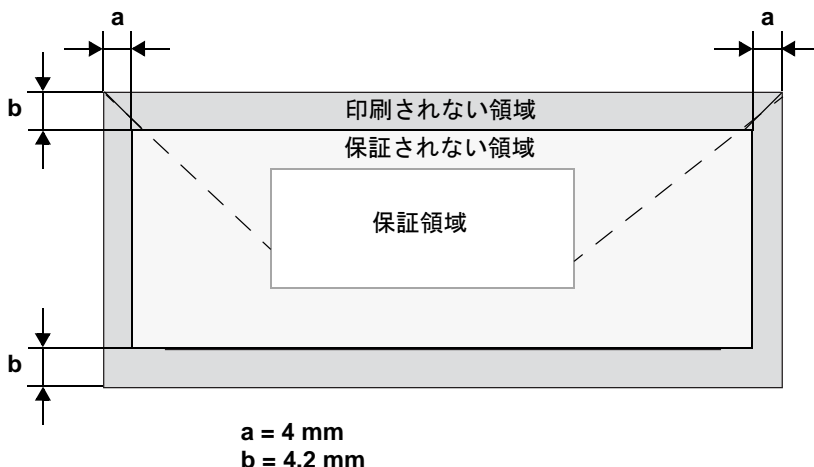 a
a
b
印刷されない領域
保証されない領域
保証領域
b
a = 4 mm
b = 4.2 mm